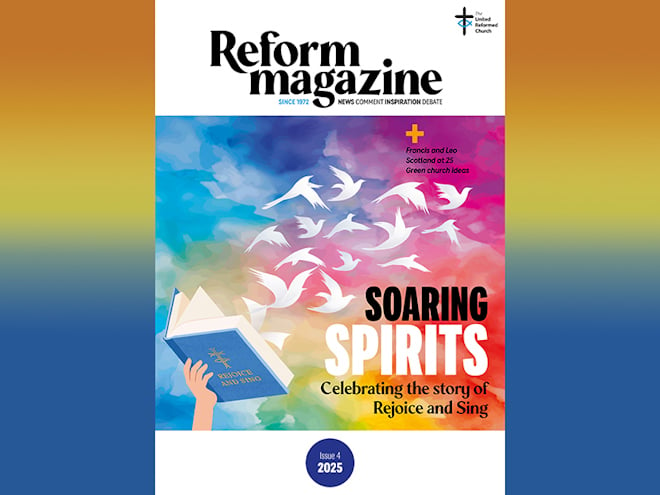 The
United
Reformed
Church
Reform
magazine
SINCE 1972 NEWS COMMENT INSPIRATION DEBATE
+
Francis and Leo
Scotland at 25
Green church ideas
SOARING
SPIRITS
Celebrating the story of
Rejoice and Sing
REJOICE
AND SING
Issue 4
2025